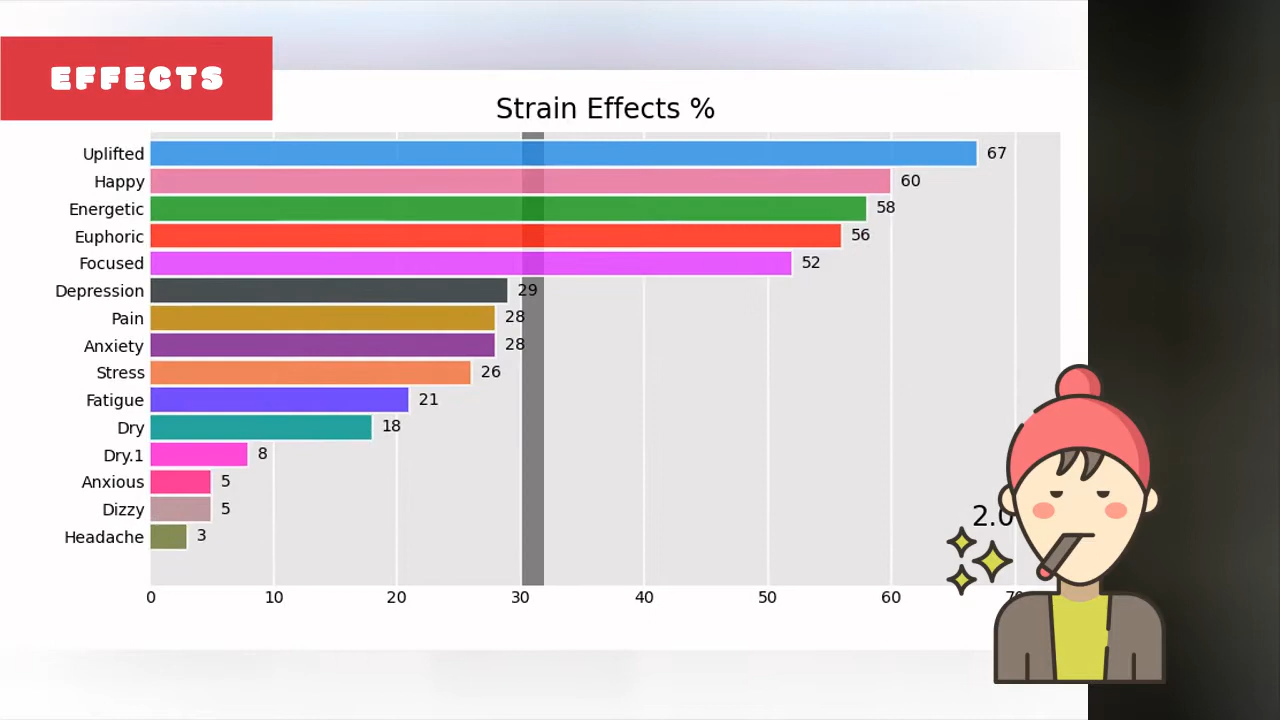 EFFECTS
Strain Effects %
Uplifted 67
Happy 60
Energetic 58
Euphoric 56
Focused 52
Depression 29
Pain 28
Anxiety 28
Stress 26
Fatigue 21
Dry 18
Dry.1 8
Anxious 5
Dizzy 5
Headache 3
2.0
0 10 20 30 40 50 60